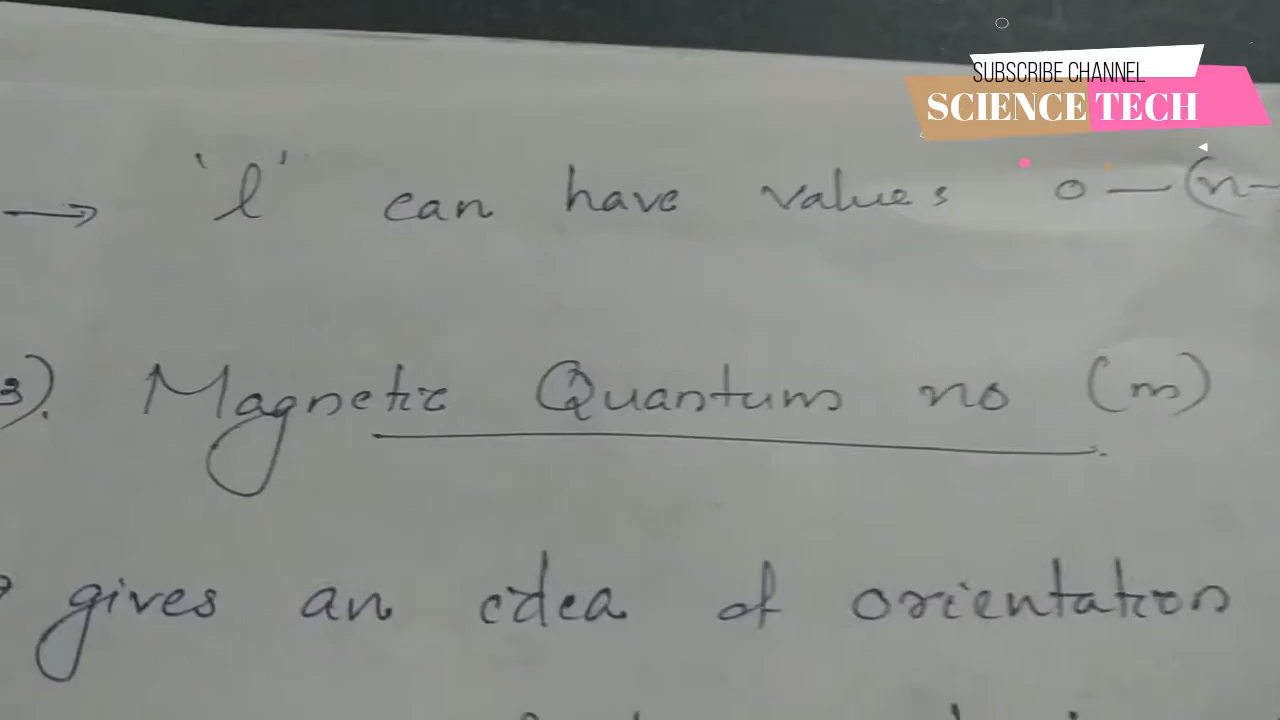 SUBSCRIBE CHANNEL
SCIENCE TECH
→ 'l' can have values 0 — (n-
3). Magnetic Quantum no (m)
gives an idea of orientation